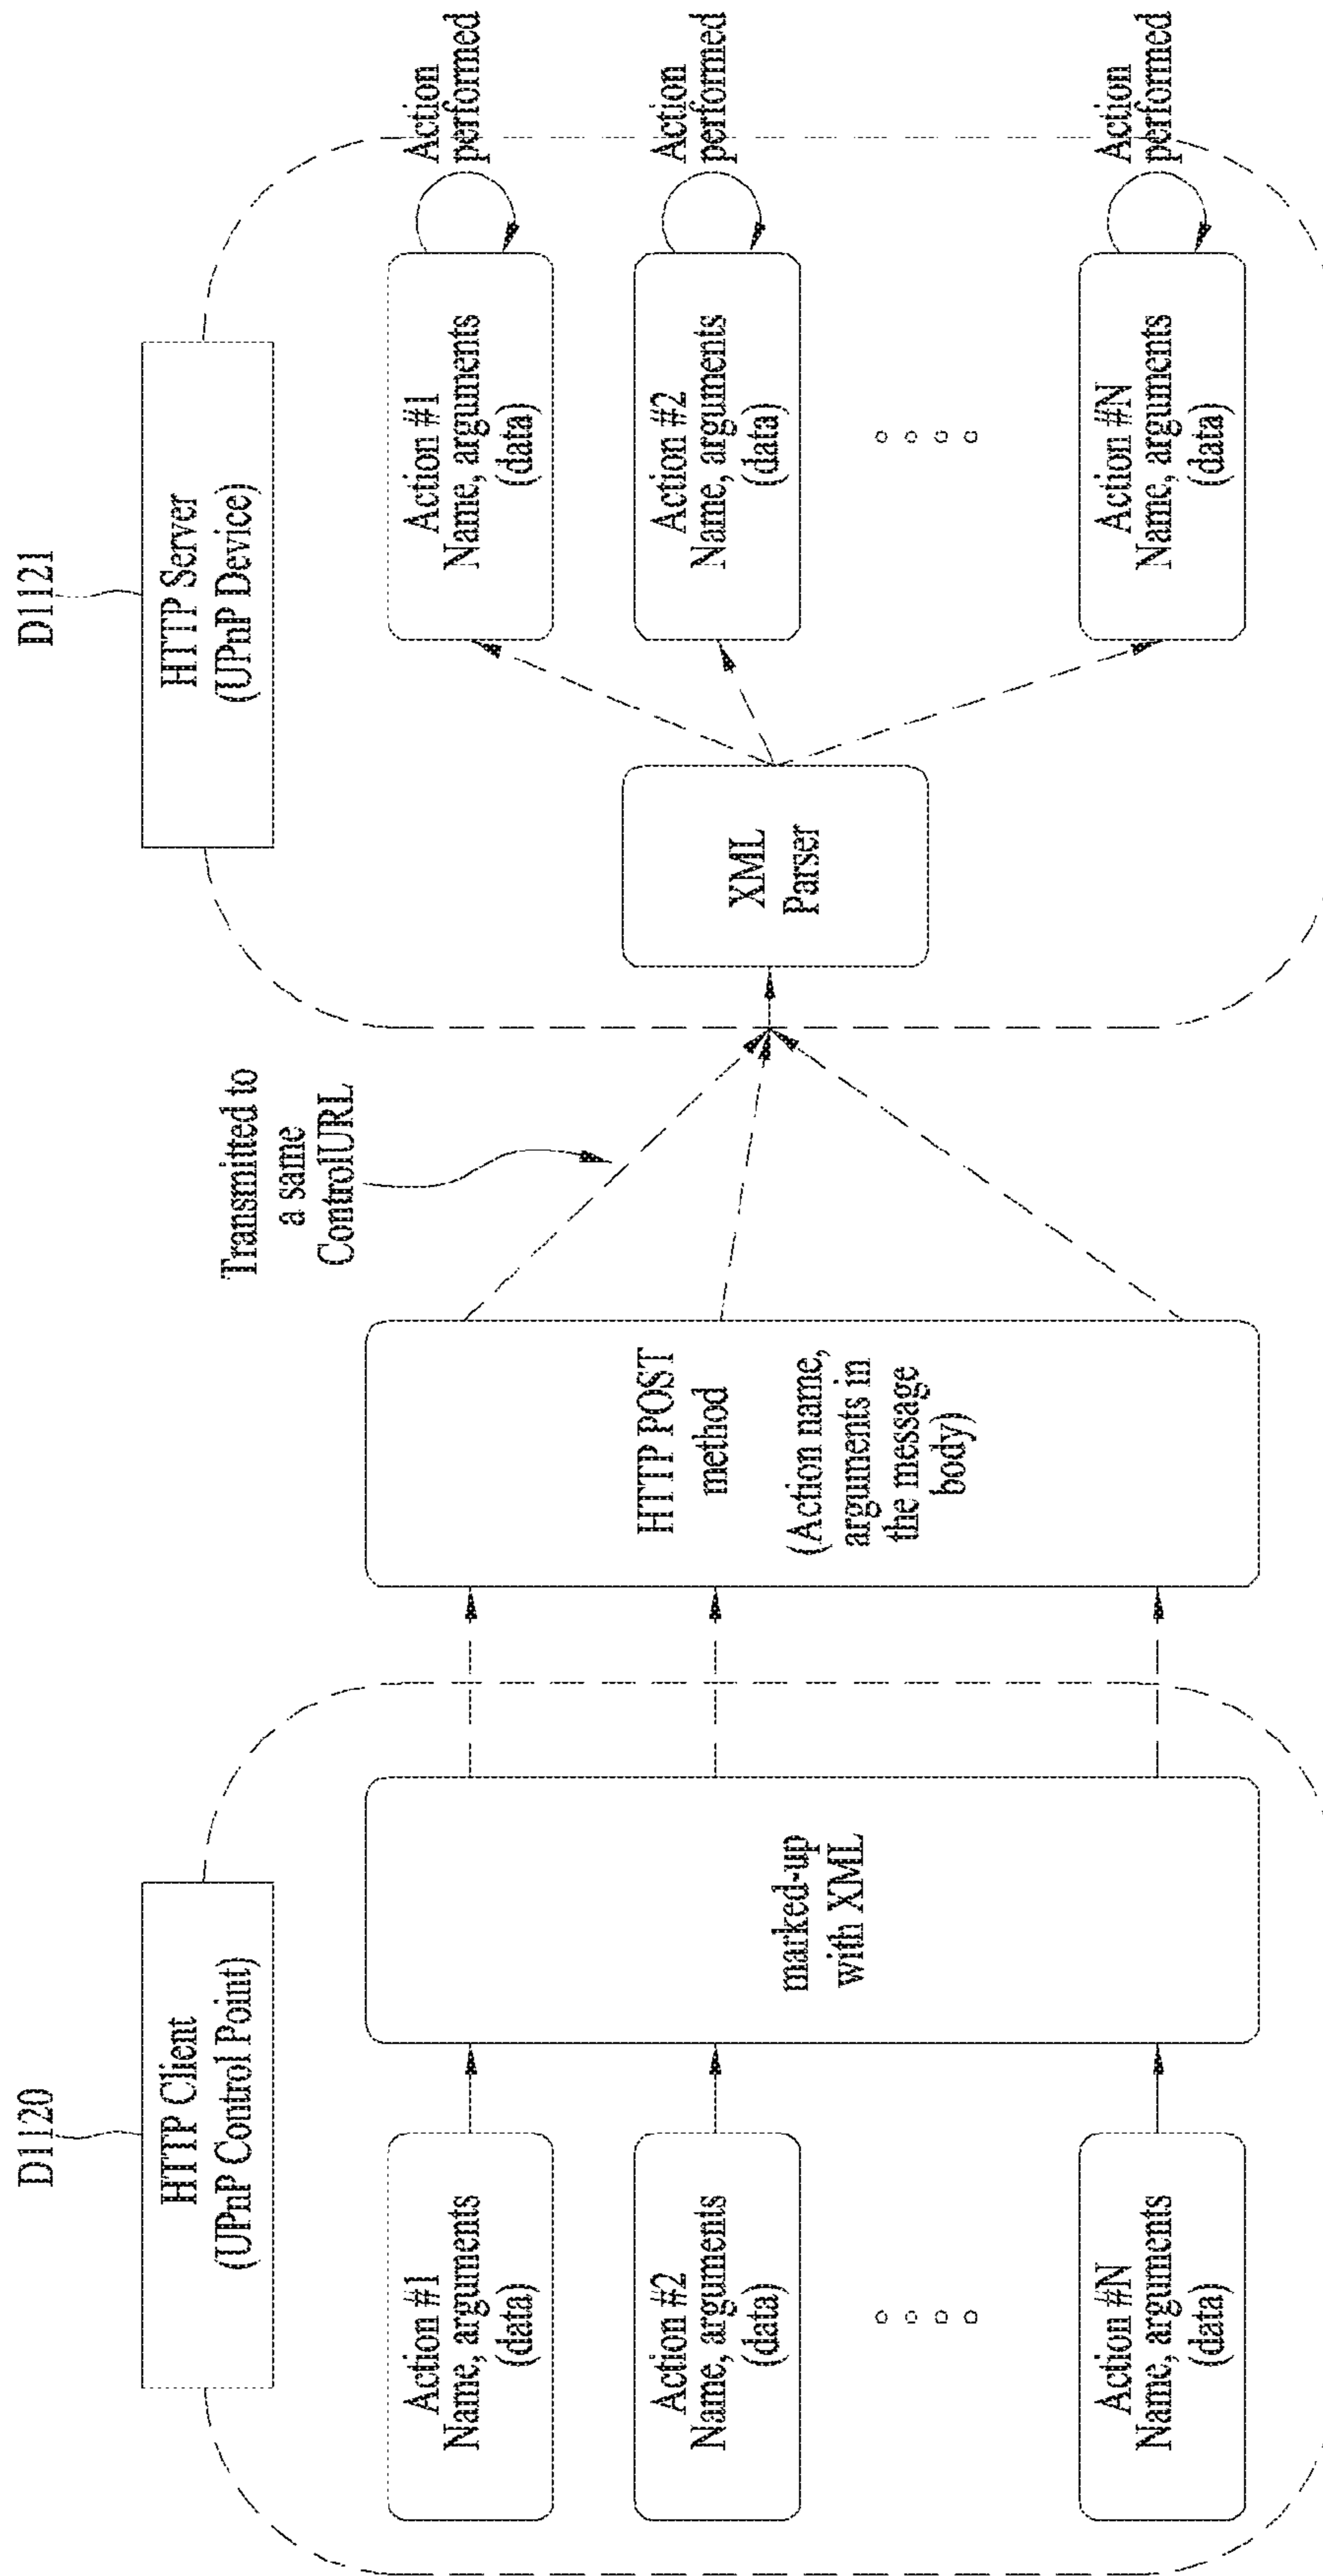 D1120
HTTP Client
(UPnP Control Point)
Action #1
Name, arguments
(data)
Action #2
Name, arguments
(data)
Action #N
Name, arguments
(data)
marked-up
with XML
HTTP POST
method
(Action name,
arguments in
the message
body)
Transmitted to
a same
ControlURL
D1121
HTTP Server
(UPnP Device)
XML
Parser
Action #1
Name, arguments
(data)
Action
performed
Action #2
Name, arguments
(data)
Action
performed
Action #N
Name, arguments
(data)
Action
performed